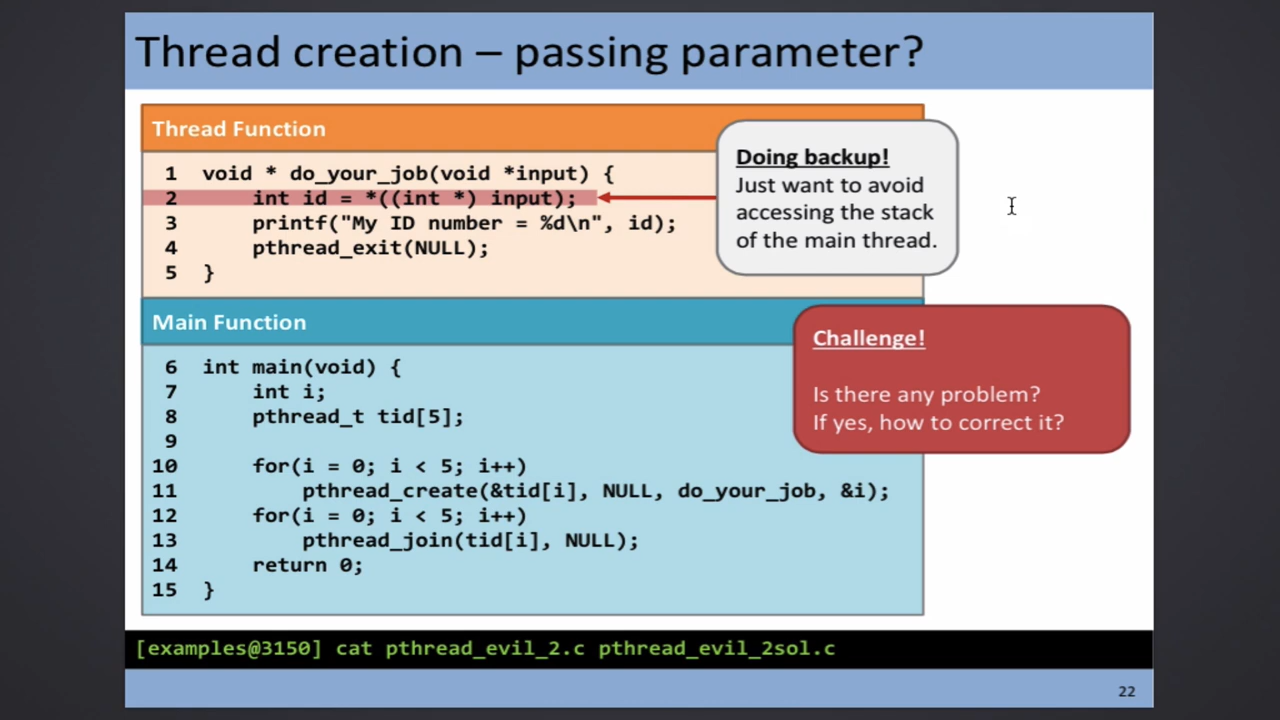 Thread creation – passing parameter?
Thread Function
1 void * do_your_job(void *input) {
2     int id = *((int *) input);
3     printf("My ID number = %d\n", id);
4     pthread_exit(NULL);
5 }
Doing backup!
Just want to avoid
accessing the stack
of the main thread.
Main Function
6 int main(void) {
7     int i;
8     pthread_t tid[5];
9
10     for(i = 0; i < 5; i++)
11         pthread_create(&tid[i], NULL, do_your_job, &i);
12     for(i = 0; i < 5; i++)
13         pthread_join(tid[i], NULL);
14     return 0;
15 }
Challenge!
Is there any problem?
If yes, how to correct it?
[examples@3150] cat pthread_evil_2.c pthread_evil_2sol.c
22